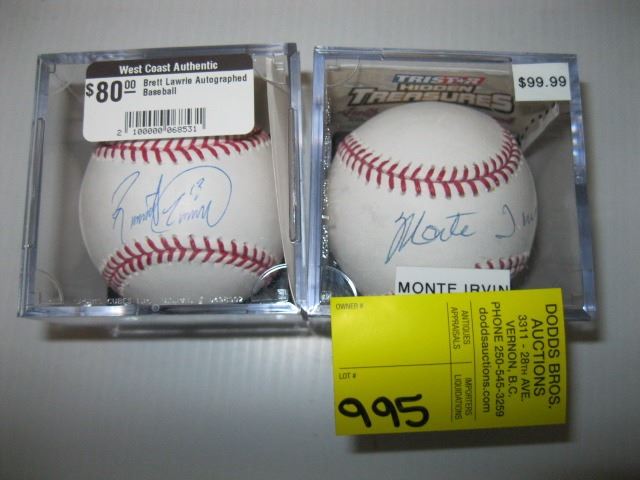 West Coast Authentic
$80 00
Brett Lawrie Autographed
Baseball
2 100000 068531
TRISTAR
HIDDEN
TREASURES
$99.99
Monte
MONTE IRVIN
OWNER #
LOT #
995
ANTIQUES
APPRAISALS
IMPORTERS
LIQUIDATIONS
DODDS BROS.
AUCTIONS
3311 - 28TH AVE.
VERNON, B.C.
PHONE 250-545-3259
doddsauctions.com